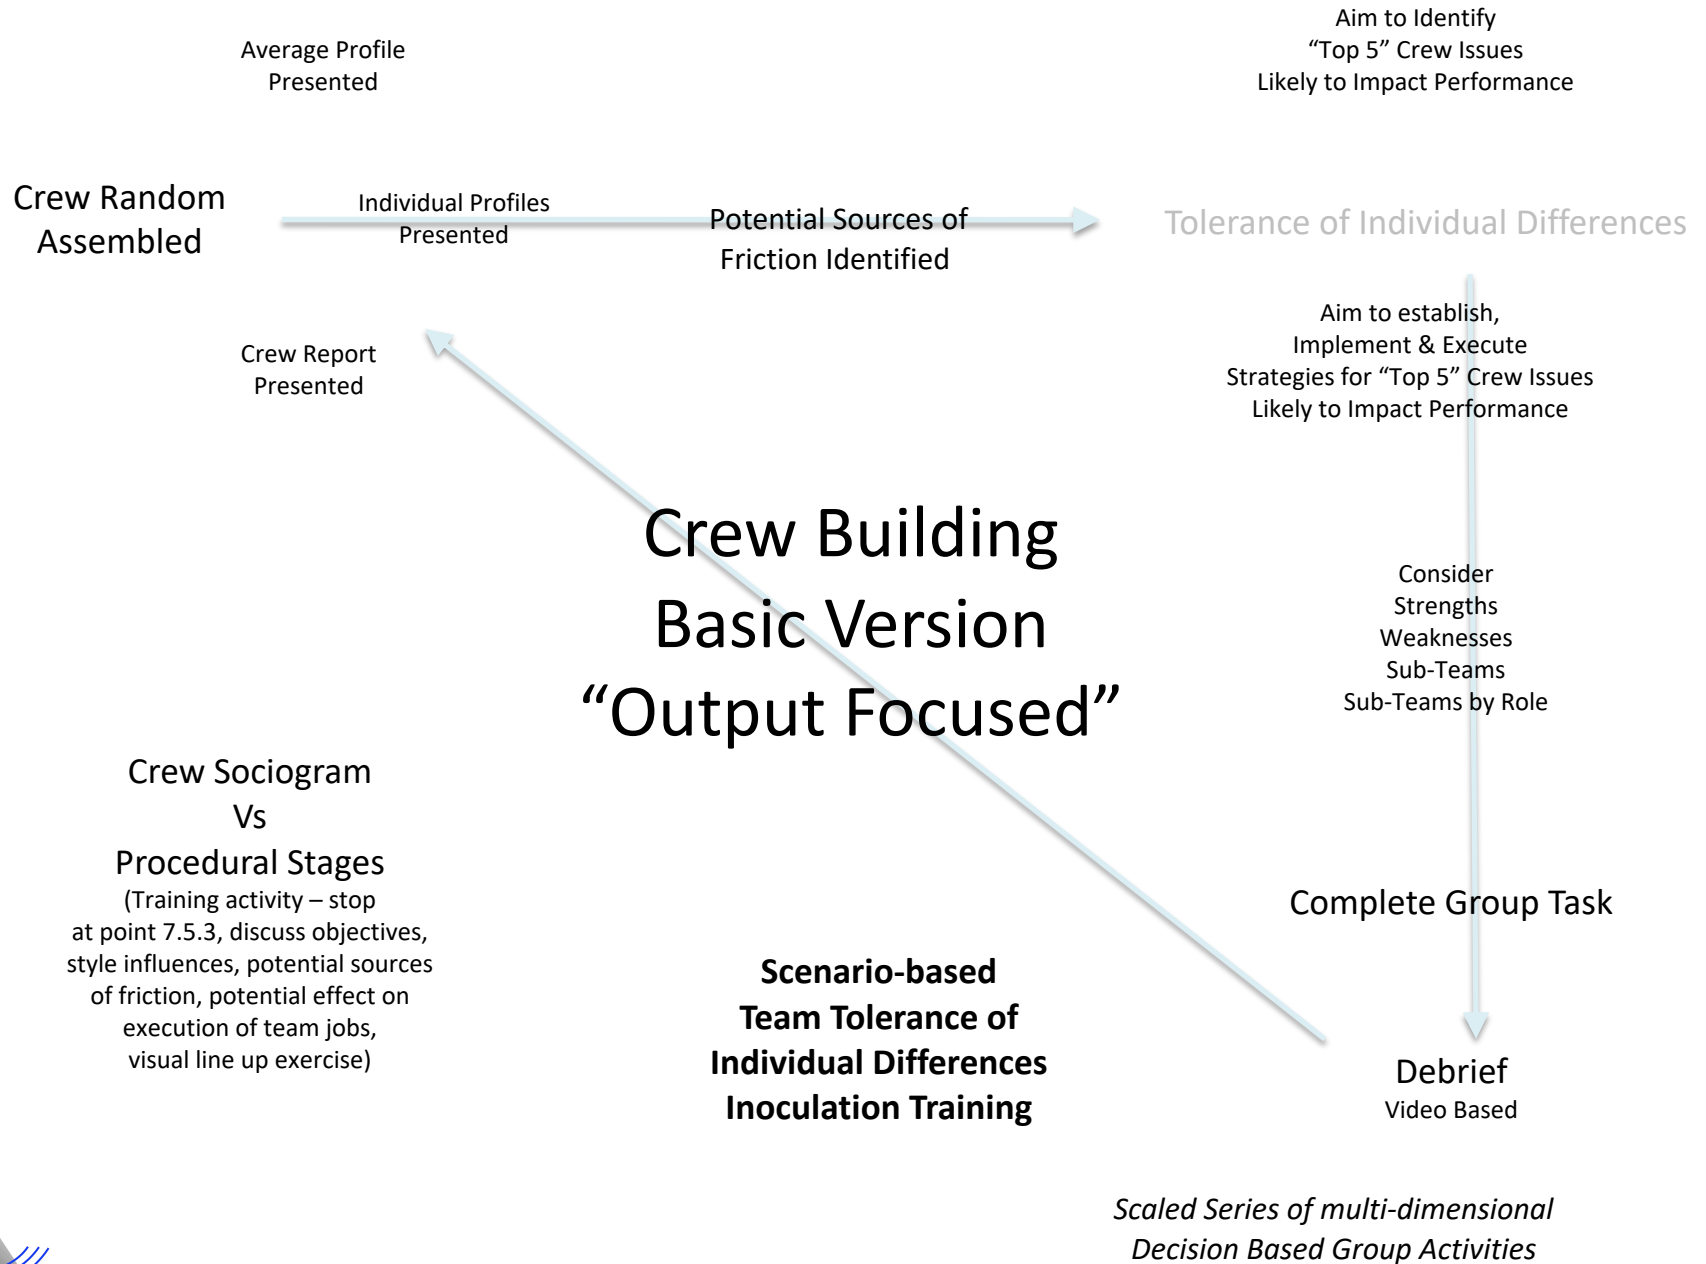 Average Profile
Presented
Aim to Identify
“Top 5” Crew Issues
Likely to Impact Performance
Crew Random
Assembled
Individual Profiles
Presented
Potential Sources of
Friction Identified
Tolerance of Individual Differences
Crew Report
Presented
Aim to establish,
Implement & Execute
Strategies for “Top 5” Crew Issues
Likely to Impact Performance
Crew Building
Basic Version
“Output Focused”
Consider
Strengths
Weaknesses
Sub-Teams
Sub-Teams by Role
Crew Sociogram
Vs
Procedural Stages
(Training activity – stop
at point 7.5.3, discuss objectives,
style influences, potential sources
of friction, potential effect on
execution of team jobs,
visual line up exercise)
Complete Group Task
Scenario-based
Team Tolerance of
Individual Differences
Inoculation Training
Debrief
Video Based
Scaled Series of multi-dimensional
Decision Based Group Activities